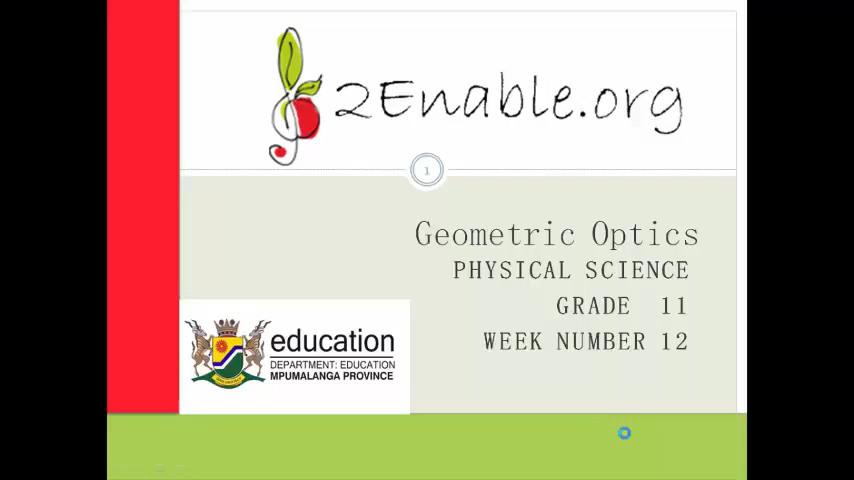 2Enable.org
1
Geometric Optics
PHYSICAL SCIENCE
GRADE 11
WEEK NUMBER 12
education
DEPARTMENT: EDUCATION
MPUMALANGA PROVINCE